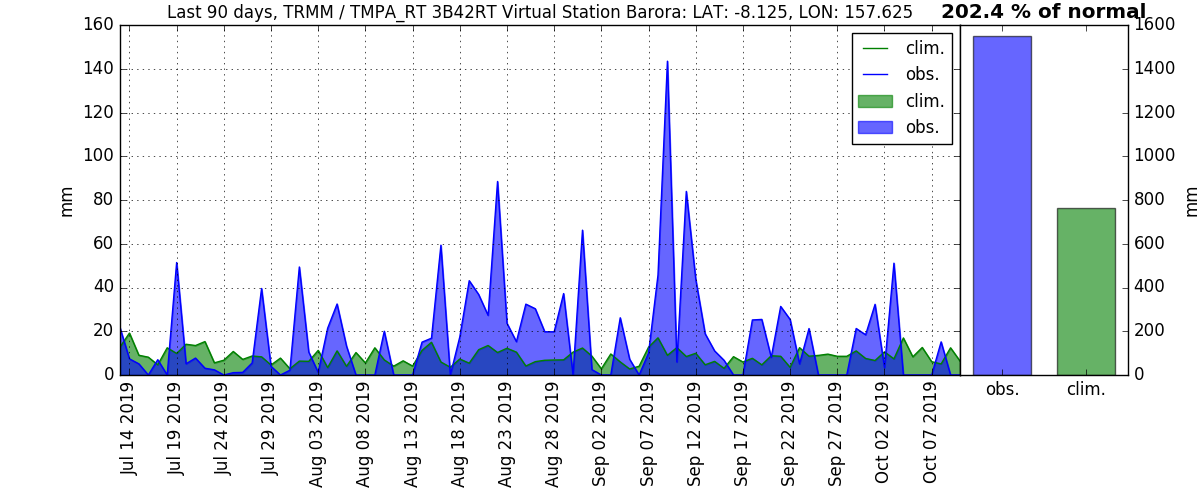 Last 90 days, TRMM / TMPA_RT 3B42RT Virtual Station Barora: LAT: -8.125, LON: 157.625
202.4 % of normal
160
140
120
100
80
60
40
20
0
mm
clim.
obs.
clim.
obs.
1600
1400
1200
1000
800
600
400
200
0
mm
Jul 14 2019
Jul 19 2019
Jul 24 2019
Jul 29 2019
Aug 03 2019
Aug 08 2019
Aug 13 2019
Aug 18 2019
Aug 23 2019
Aug 28 2019
Sep 02 2019
Sep 07 2019
Sep 12 2019
Sep 17 2019
Sep 22 2019
Sep 27 2019
Oct 02 2019
Oct 07 2019
obs.
clim.